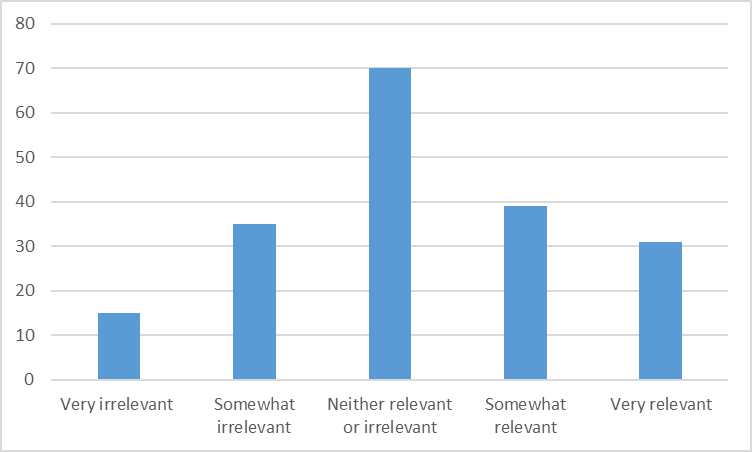 80
70
60
50
40
30
20
10
0
Very irrelevant
Somewhat
irrelevant
Neither relevant
or irrelevant
Somewhat
relevant
Very relevant